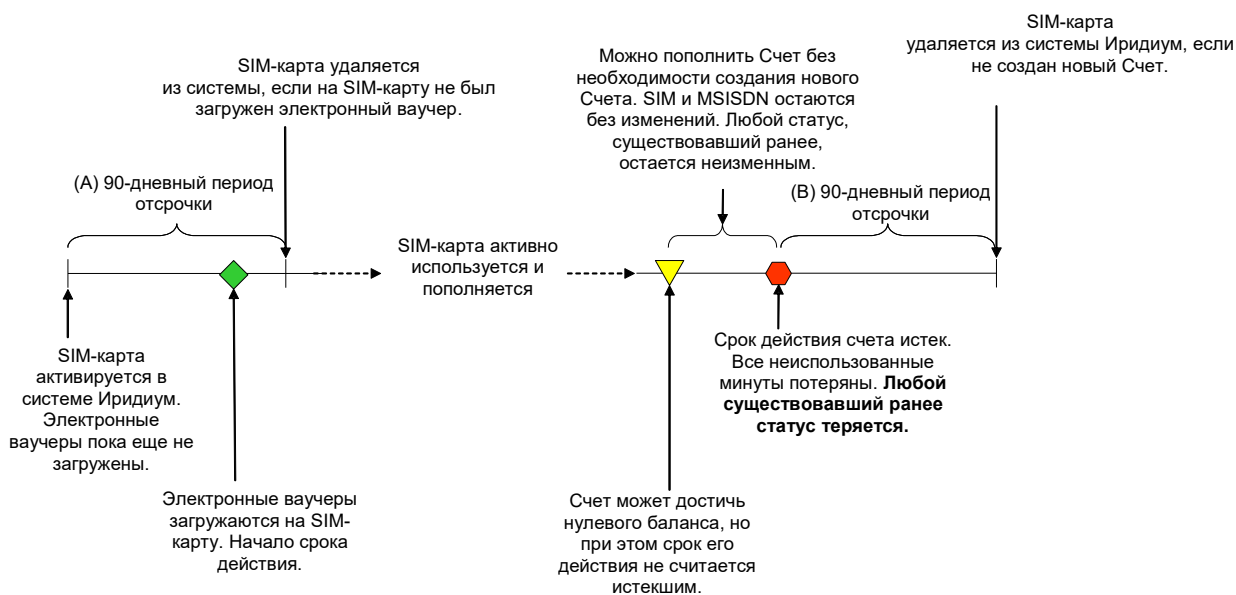 SIM-карта удаляется
из системы, если на SIM-карту не был
загружен электронный ваучер.
Можно пополнить Счет без
необходимости создания нового
Счета. SIM и MSISDN остаются
без изменений. Любой статус,
существовавший ранее,
остается неизменным.
SIM-карта
удаляется из системы Иридиум, если
не создан новый Счет.
(A) 90-дневный период
отсрочки
(B) 90-дневный период
отсрочки
SIM-карта активно
используется и
пополняется
SIM-карта
активируется в
системе Иридиум.
Электронные
ваучеры пока еще не
загружены.
Электронные ваучеры
загружаются на SIM-
карту. Начало срока
действия.
Счет может достичь
нулевого баланса, но
при этом срок его
действия не считается
истекшим.
Срок действия счета истек.
Все неиспользованные
минуты потеряны. Любой
существовавший ранее
статус теряется.